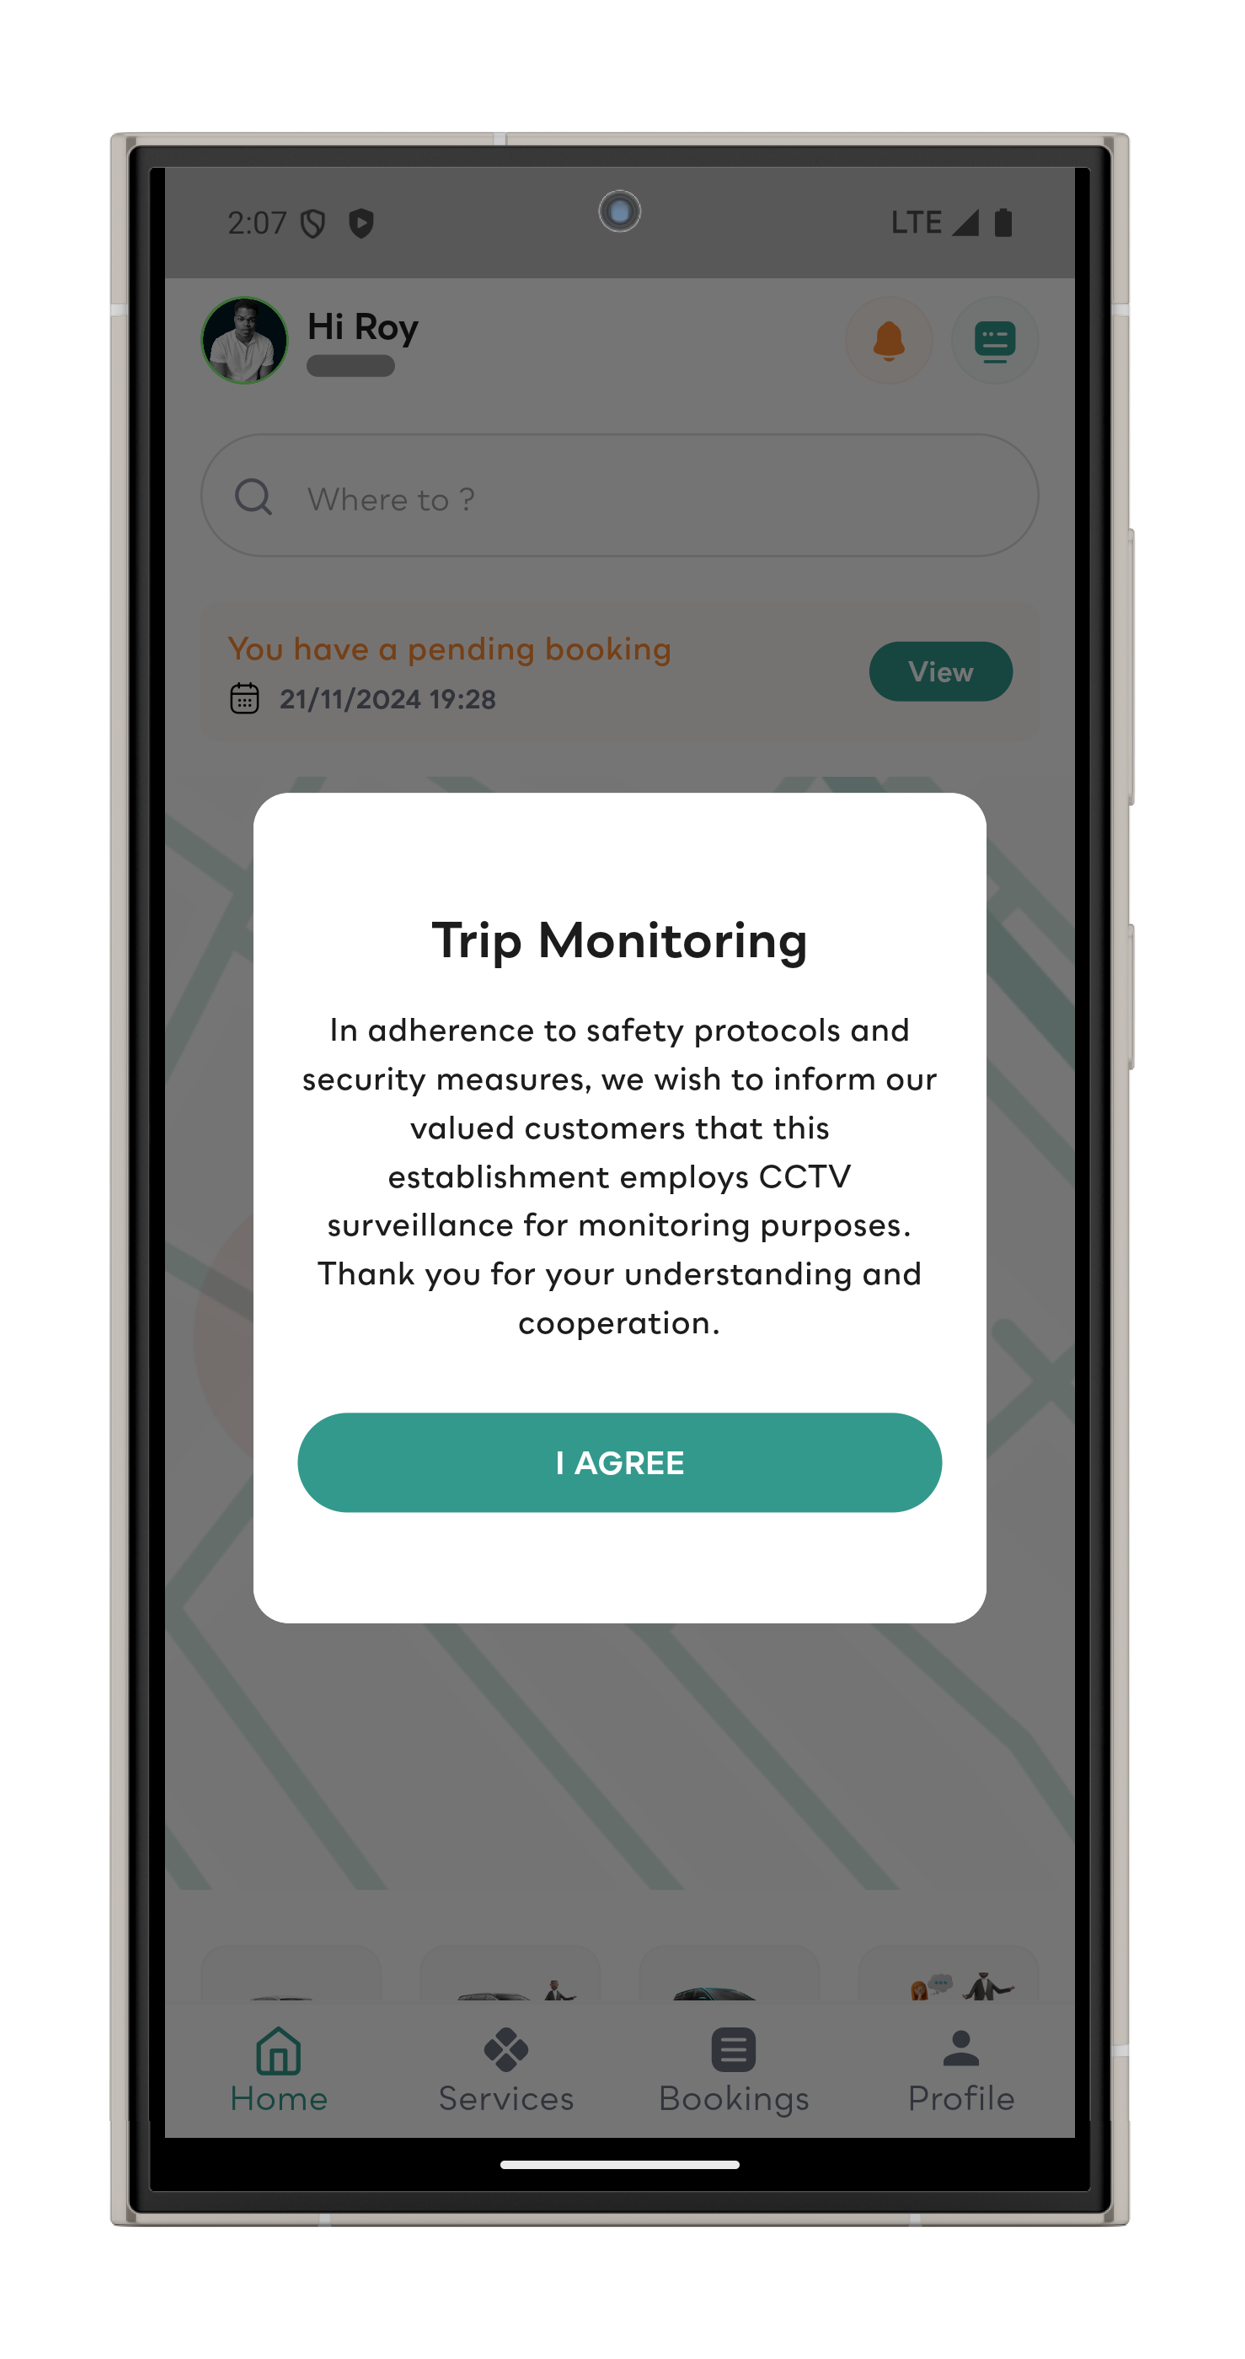 2:07
LTE
Hi Roy
Where to ?
You have a pending booking
21/11/2024 19:28
View
Trip Monitoring
In adherence to safety protocols and
security measures, we wish to inform our
valued customers that this
establishment employs CCTV
surveillance for monitoring purposes.
Thank you for your understanding and
cooperation.
I AGREE
Home
Services
Bookings
Profile